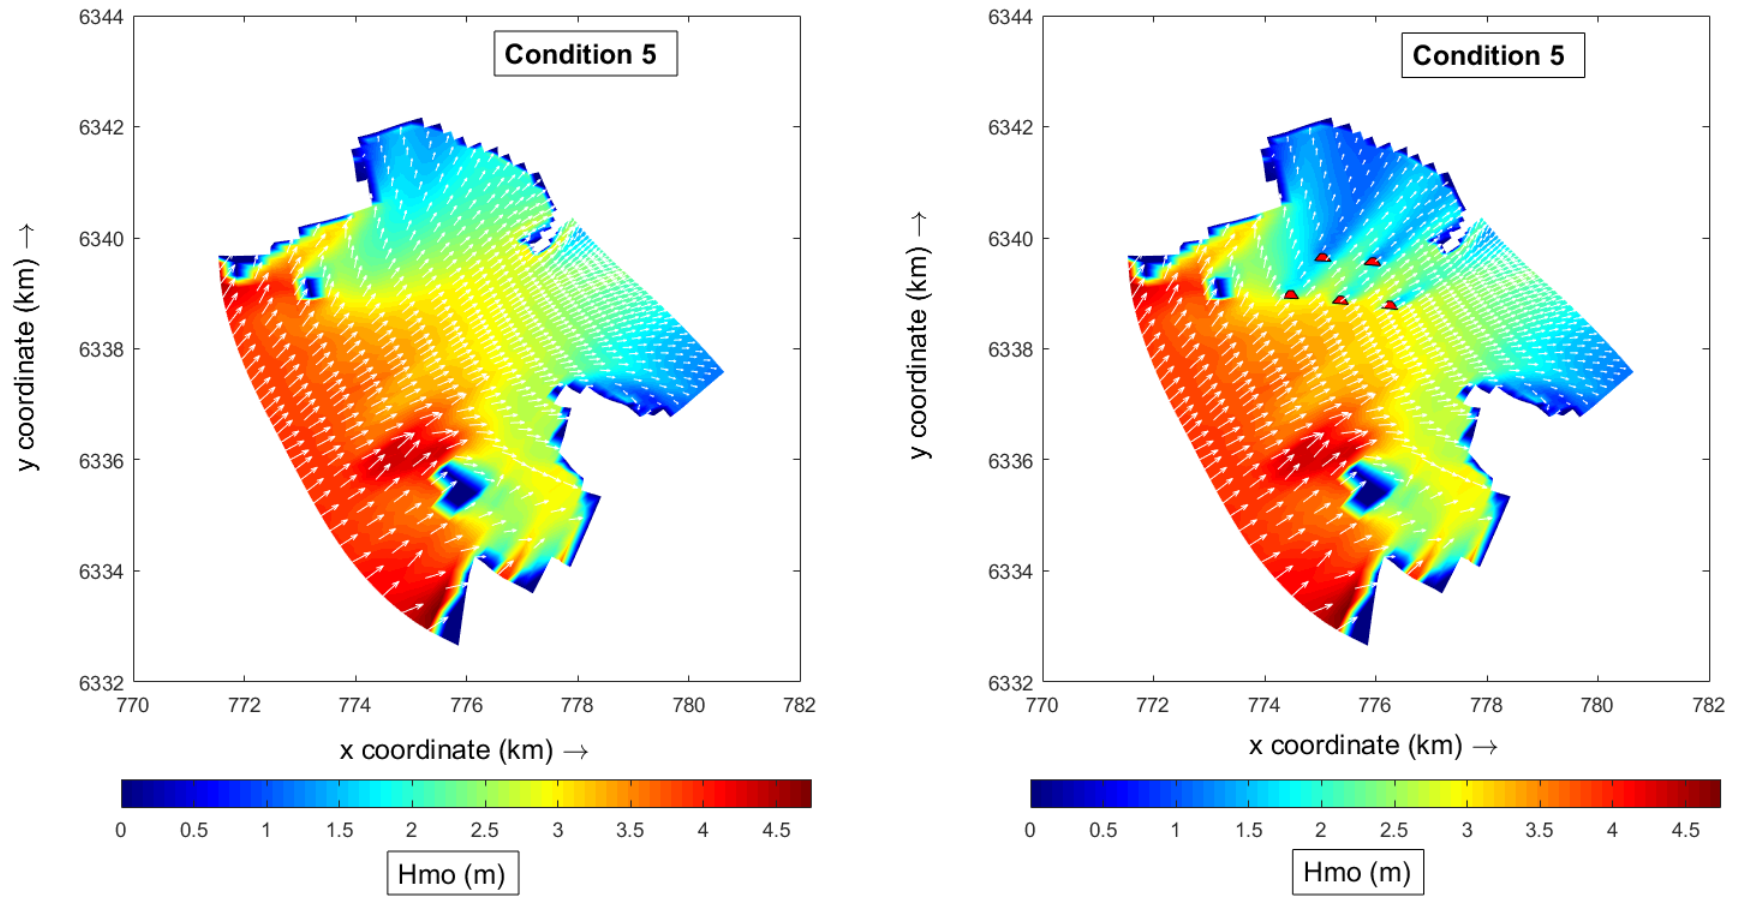 Condition 5
6344
6342
6340
6338
6336
6334
6332
y coordinate (km) →
770 772 774 776 778 780 782
x coordinate (km) →
0 0.5 1 1.5 2 2.5 3 3.5 4 4.5
Hmo (m)
Condition 5
6344
6342
6340
6338
6336
6334
6332
y coordinate (km) →
770 772 774 776 778 780 782
x coordinate (km) →
0 0.5 1 1.5 2 2.5 3 3.5 4 4.5
Hmo (m)